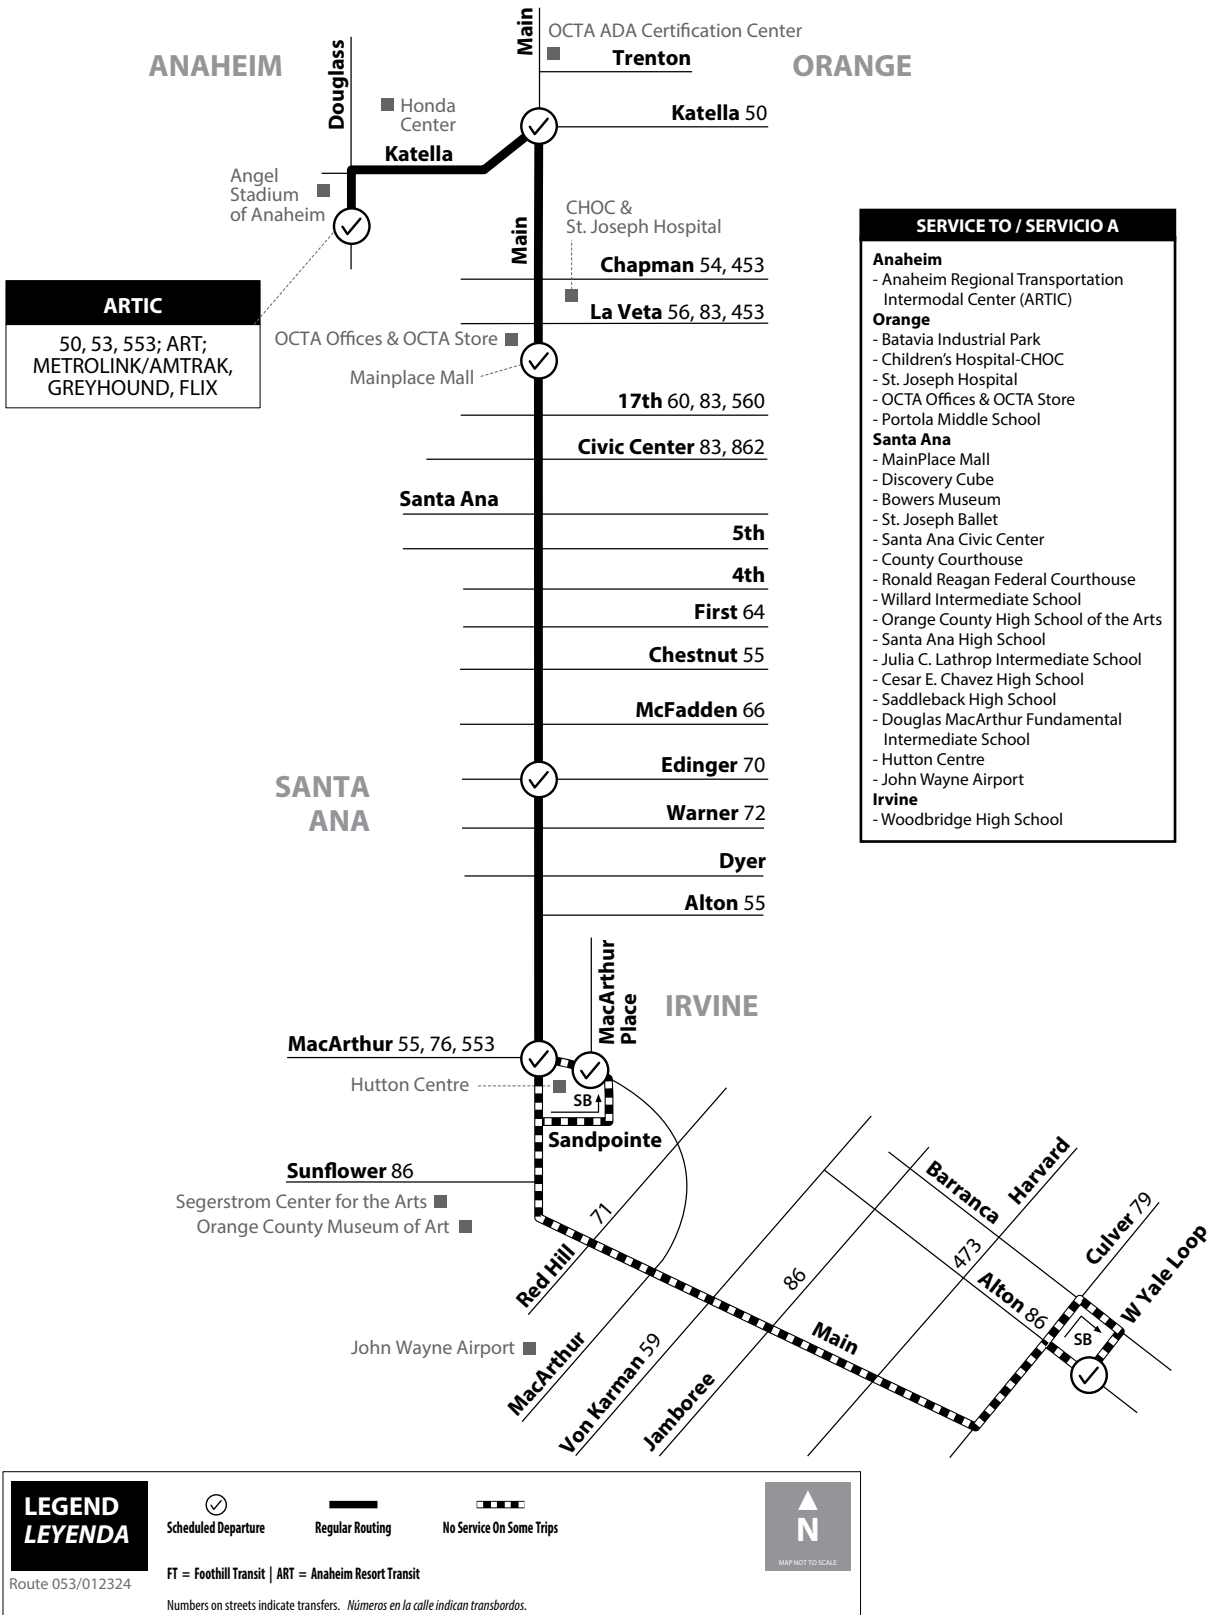 Main
OCTA ADA Certification Center
Trenton
ANAHEIM
ORANGE
Douglass
Honda
Center
Katella 50
Katella
Angel
Stadium
of Anaheim
Main
CHOC &
St. Joseph Hospital
Chapman 54, 453
La Veta 56, 83, 453
ARTIC
50, 53, 553; ART;
METROLINK/AMTRAK,
GREYHOUND, FLIX
OCTA Offices & OCTA Store
Mainplace Mall
17th 60, 83, 560
Civic Center 83, 862
Santa Ana
5th
4th
First 64
Chestnut 55
McFadden 66
SANTA
ANA
Edinger 70
Warner 72
Dyer
Alton 55
SERVICE TO / SERVICIO A
Anaheim
- Anaheim Regional Transportation
Intermodal Center (ARTIC)
Orange
- Batavia Industrial Park
- Children's Hospital-CHOC
- St. Joseph Hospital
- OCTA Offices & OCTA Store
- Portola Middle School
Santa Ana
- MainPlace Mall
- Discovery Cube
- Bowers Museum
- St. Joseph Ballet
- Santa Ana Civic Center
- County Courthouse
- Ronald Reagan Federal Courthouse
- Willard Intermediate School
- Orange County High School of the Arts
- Santa Ana High School
- Julia C. Lathrop Intermediate School
- Cesar E. Chavez High School
- Saddleback High School
- Douglas MacArthur Fundamental
Intermediate School
- Hutton Centre
- John Wayne Airport
Irvine
- Woodbridge High School
MacArthur
Place
IRVINE
MacArthur 55, 76, 553
Hutton Centre
SB
Sandpointe
Sunflower 86
Segerstrom Center for the Arts
Orange County Museum of Art
Red Hill 71
John Wayne Airport
MacArthur
Von Karman 59
Jamboree 86
Main
Barranca
Harvard 473
Alton 86
Culver 79
W Yale Loop
SB
LEGEND
LEYENDA
Route 053/012324
Scheduled Departure
Regular Routing
No Service On Some Trips
FT = Foothill Transit | ART = Anaheim Resort Transit
Numbers on streets indicate transfers. Números en la calle indican transbordos.
N
MAP NOT TO SCALE